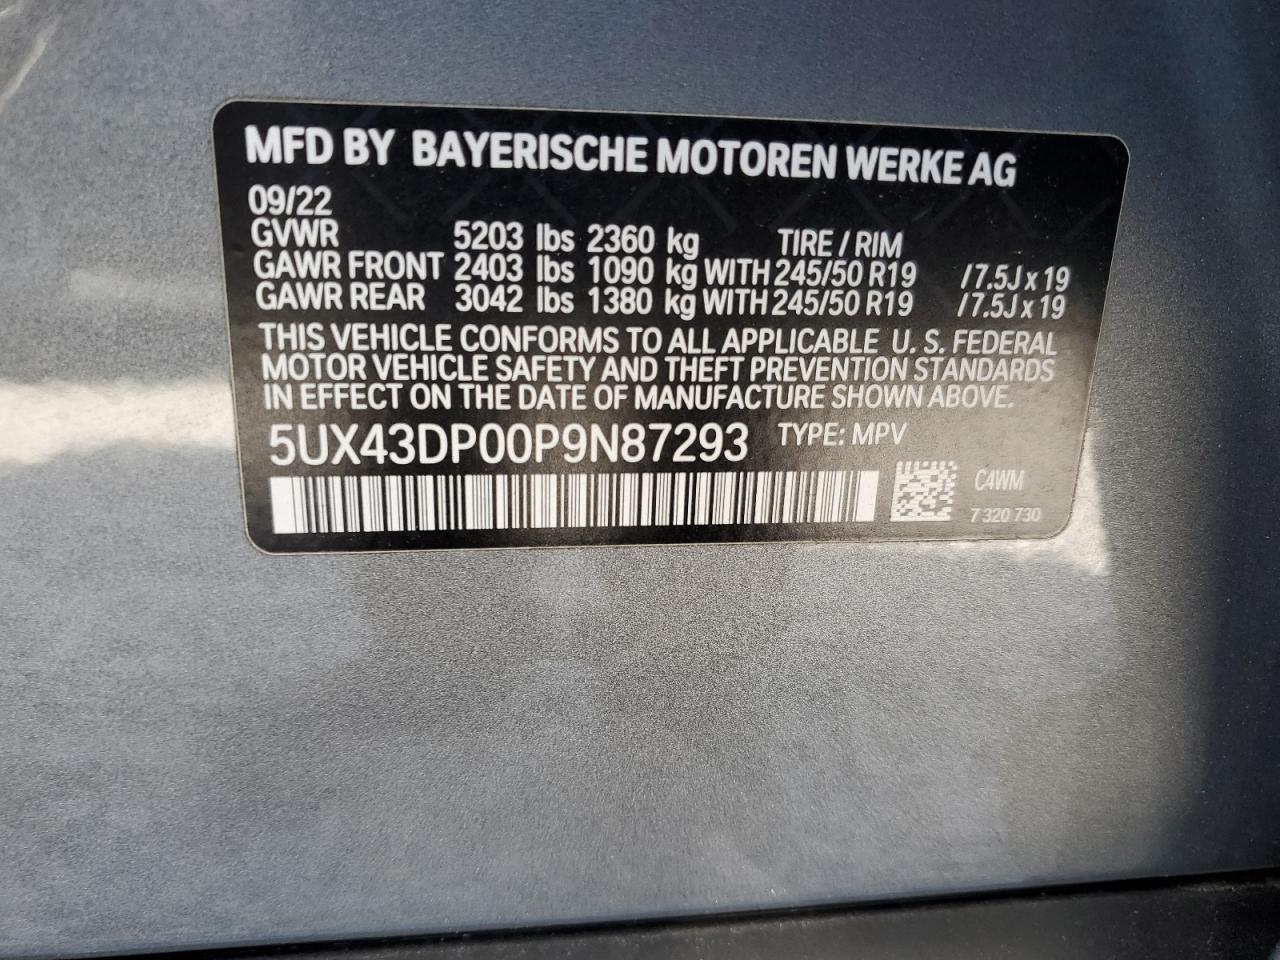 MFD BY BAYERISCHE MOTOREN WERKE AG
09/22
GVWR 5203 lbs 2360 kg TIRE / RIM
GAWR FRONT 2403 lbs 1090 kg WITH 245/50 R19 /7.5J x 19
GAWR REAR 3042 lbs 1380 kg WITH 245/50 R19 /7.5J x 19
THIS VEHICLE CONFORMS TO ALL APPLICABLE U. S. FEDERAL
MOTOR VEHICLE SAFETY AND THEFT PREVENTION STANDARDS
IN EFFECT ON THE DATE OF MANUFACTURE SHOWN ABOVE.
5UX43DP00P9N87293 TYPE: MPV
C4WM
7 320 730